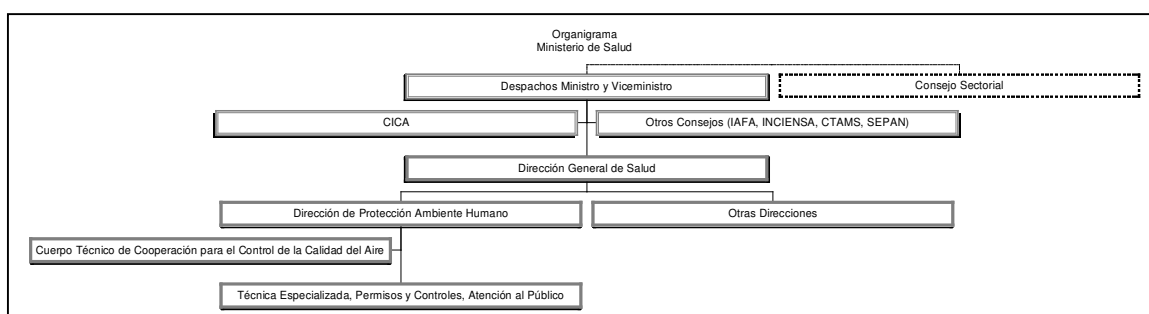 Organigrama
Ministerio de Salud
Despachos Ministro y Viceministro
Consejo Sectorial
CICA
Otros Consejos (IAFA, INCIENSA, CTAMS, SEPAN)
Dirección General de Salud
Dirección de Protección Ambiente Humano
Otras Direcciones
Cuerpo Técnico de Cooperación para el Control de la Calidad del Aire
Técnica Especializada, Permisos y Controles, Atención al Público